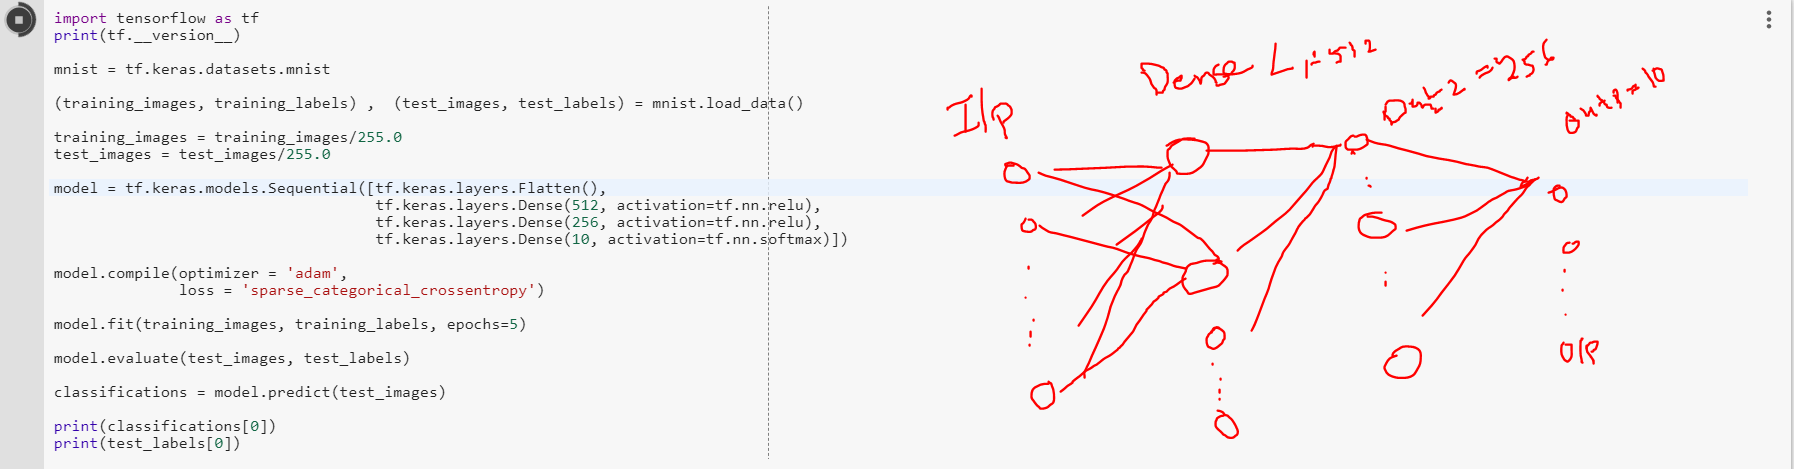 import tensorflow as tf
print(tf.__version__)
mnist = tf.keras.datasets.mnist
(training_images, training_labels) ,  (test_images, test_labels) = mnist.load_data()
training_images = training_images/255.0
test_images = test_images/255.0
model = tf.keras.models.Sequential([tf.keras.layers.Flatten(),
tf.keras.layers.Dense(512, activation=tf.nn.relu),
tf.keras.layers.Dense(256, activation=tf.nn.relu),
tf.keras.layers.Dense(10, activation=tf.nn.softmax)])
model.compile(optimizer = 'adam',
loss = 'sparse_categorical_crossentropy')
model.fit(training_images, training_labels, epochs=5)
model.evaluate(test_images, test_labels)
classifications = model.predict(test_images)
print(classifications[0])
print(test_labels[0])
I/P
Dense L1=512
2 =256
= 10
O/P